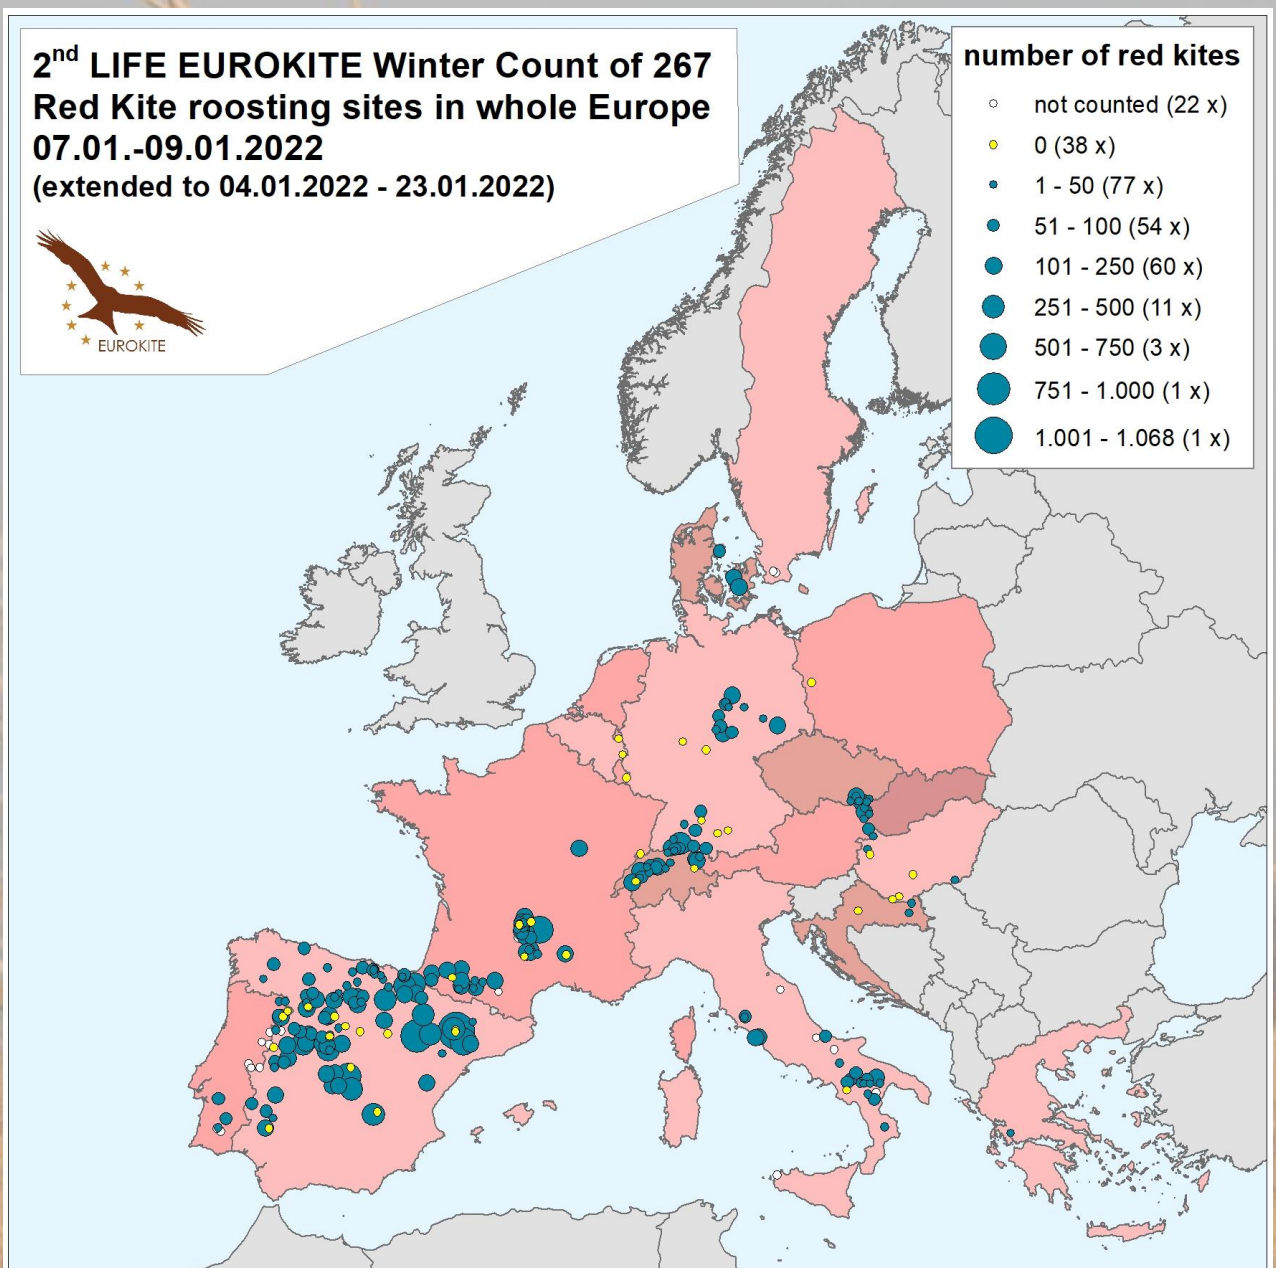 2nd LIFE EUROKITE Winter Count of 267
Red Kite roosting sites in whole Europe
07.01.-09.01.2022
(extended to 04.01.2022 - 23.01.2022)
EUROKITE
number of red kites
not counted (22 x)
0 (38 x)
1 - 50 (77 x)
51 - 100 (54 x)
101 - 250 (60 x)
251 - 500 (11 x)
501 - 750 (3 x)
751 - 1.000 (1 x)
1.001 - 1.068 (1 x)